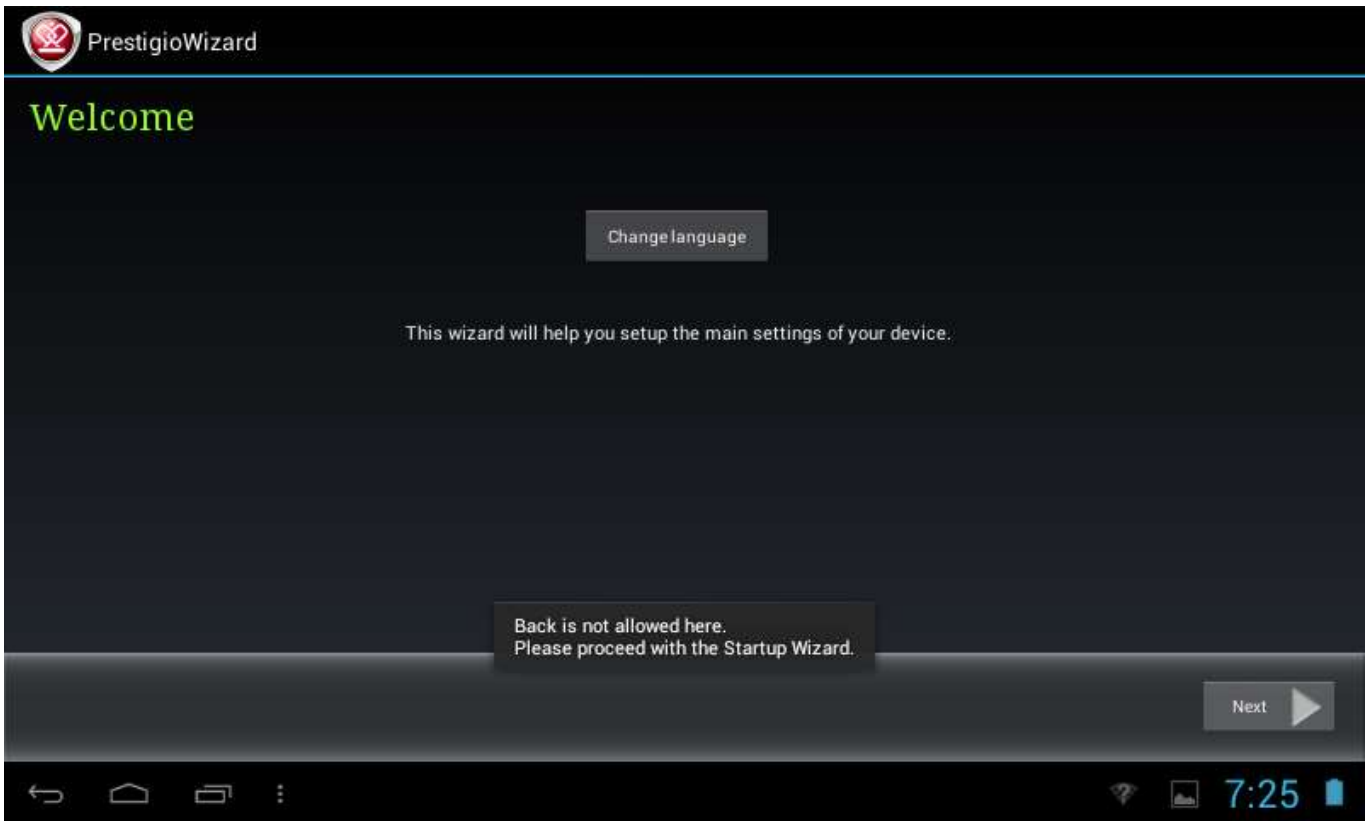 PrestigioWizard
Welcome
Change language
This wizard will help you setup the main settings of your device.
Back is not allowed here.
Please proceed with the Startup Wizard.
Next
7:25